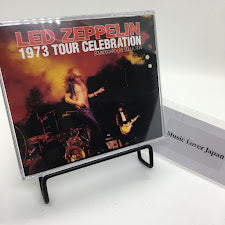 LED ZEPPELIN
1973 TOUR CELEBRATION
Music Lover Japan